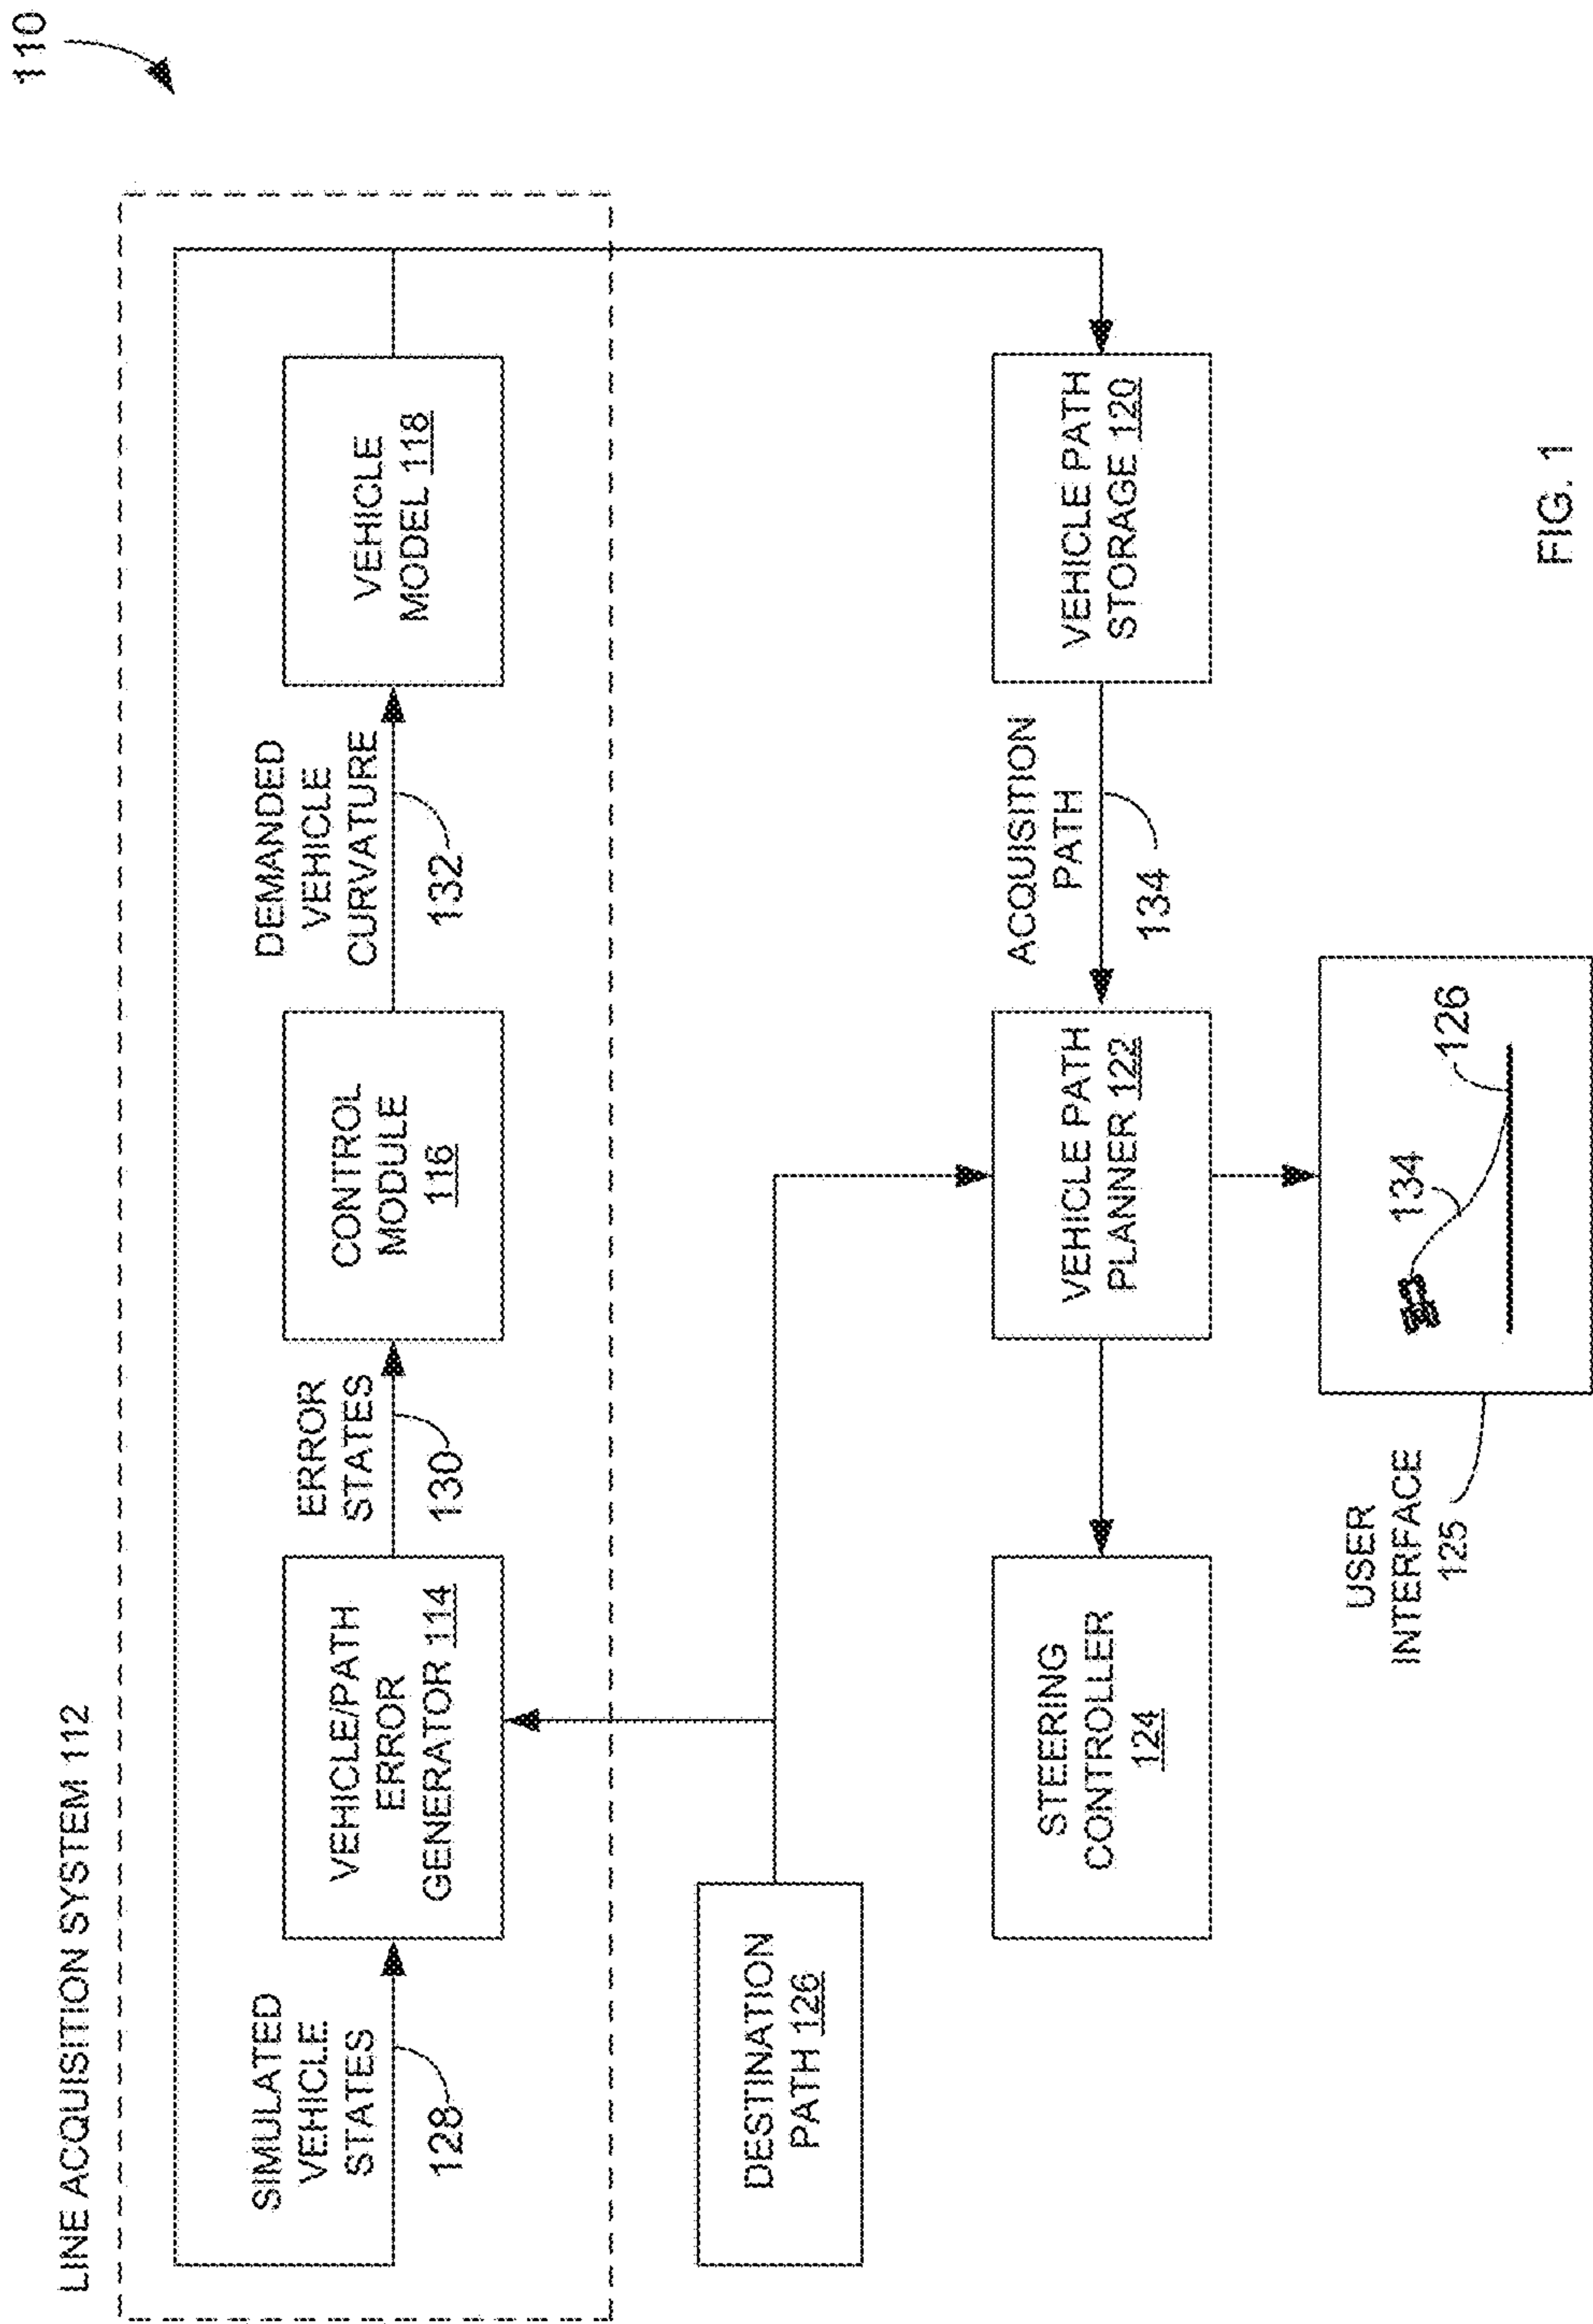 110
LINE ACQUISITION SYSTEM 112
SIMULATED
VEHICLE
STATES
128
VEHICLE/PATH
ERROR
GENERATOR 114
ERROR
STATES
130
CONTROL
MODULE
116
DEMANDED
VEHICLE
CURVATURE
132
VEHICLE
MODEL 118
DESTINATION
PATH 126
STEERING
CONTROLLER
124
VEHICLE PATH
PLANNER 122
ACQUISITION
PATH
134
VEHICLE PATH
STORAGE 120
USER
INTERFACE
125
134
126
FIG. 1